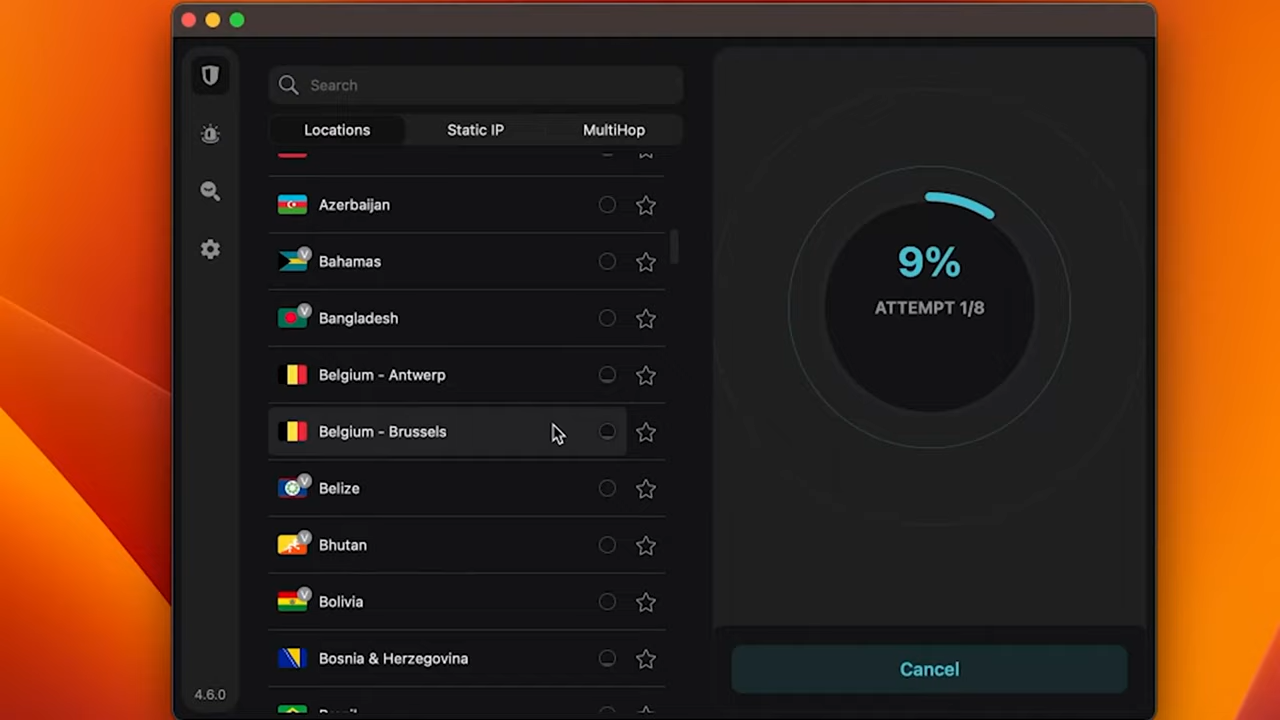 Search
Locations
Static IP
MultiHop
Azerbaijan
V
Bahamas
V
Bangladesh
Belgium - Antwerp
Belgium - Brussels
V
Belize
V
Bhutan
V
Bolivia
Bosnia & Herzegovina
4.6.0
9%
ATTEMPT 1/8
Cancel